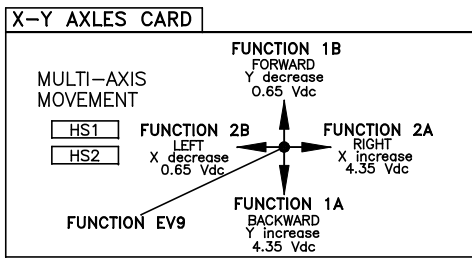 X-Y AXLES CARD
FUNCTION 1B
FORWARD
Y decrease
0.65 Vdc
MULTI-AXIS
MOVEMENT
HS1
HS2
FUNCTION 2B
LEFT
X decrease
0.65 Vdc
FUNCTION 2A
RIGHT
X increase
4.35 Vdc
FUNCTION EV9
FUNCTION 1A
BACKWARD
Y increase
4.35 Vdc